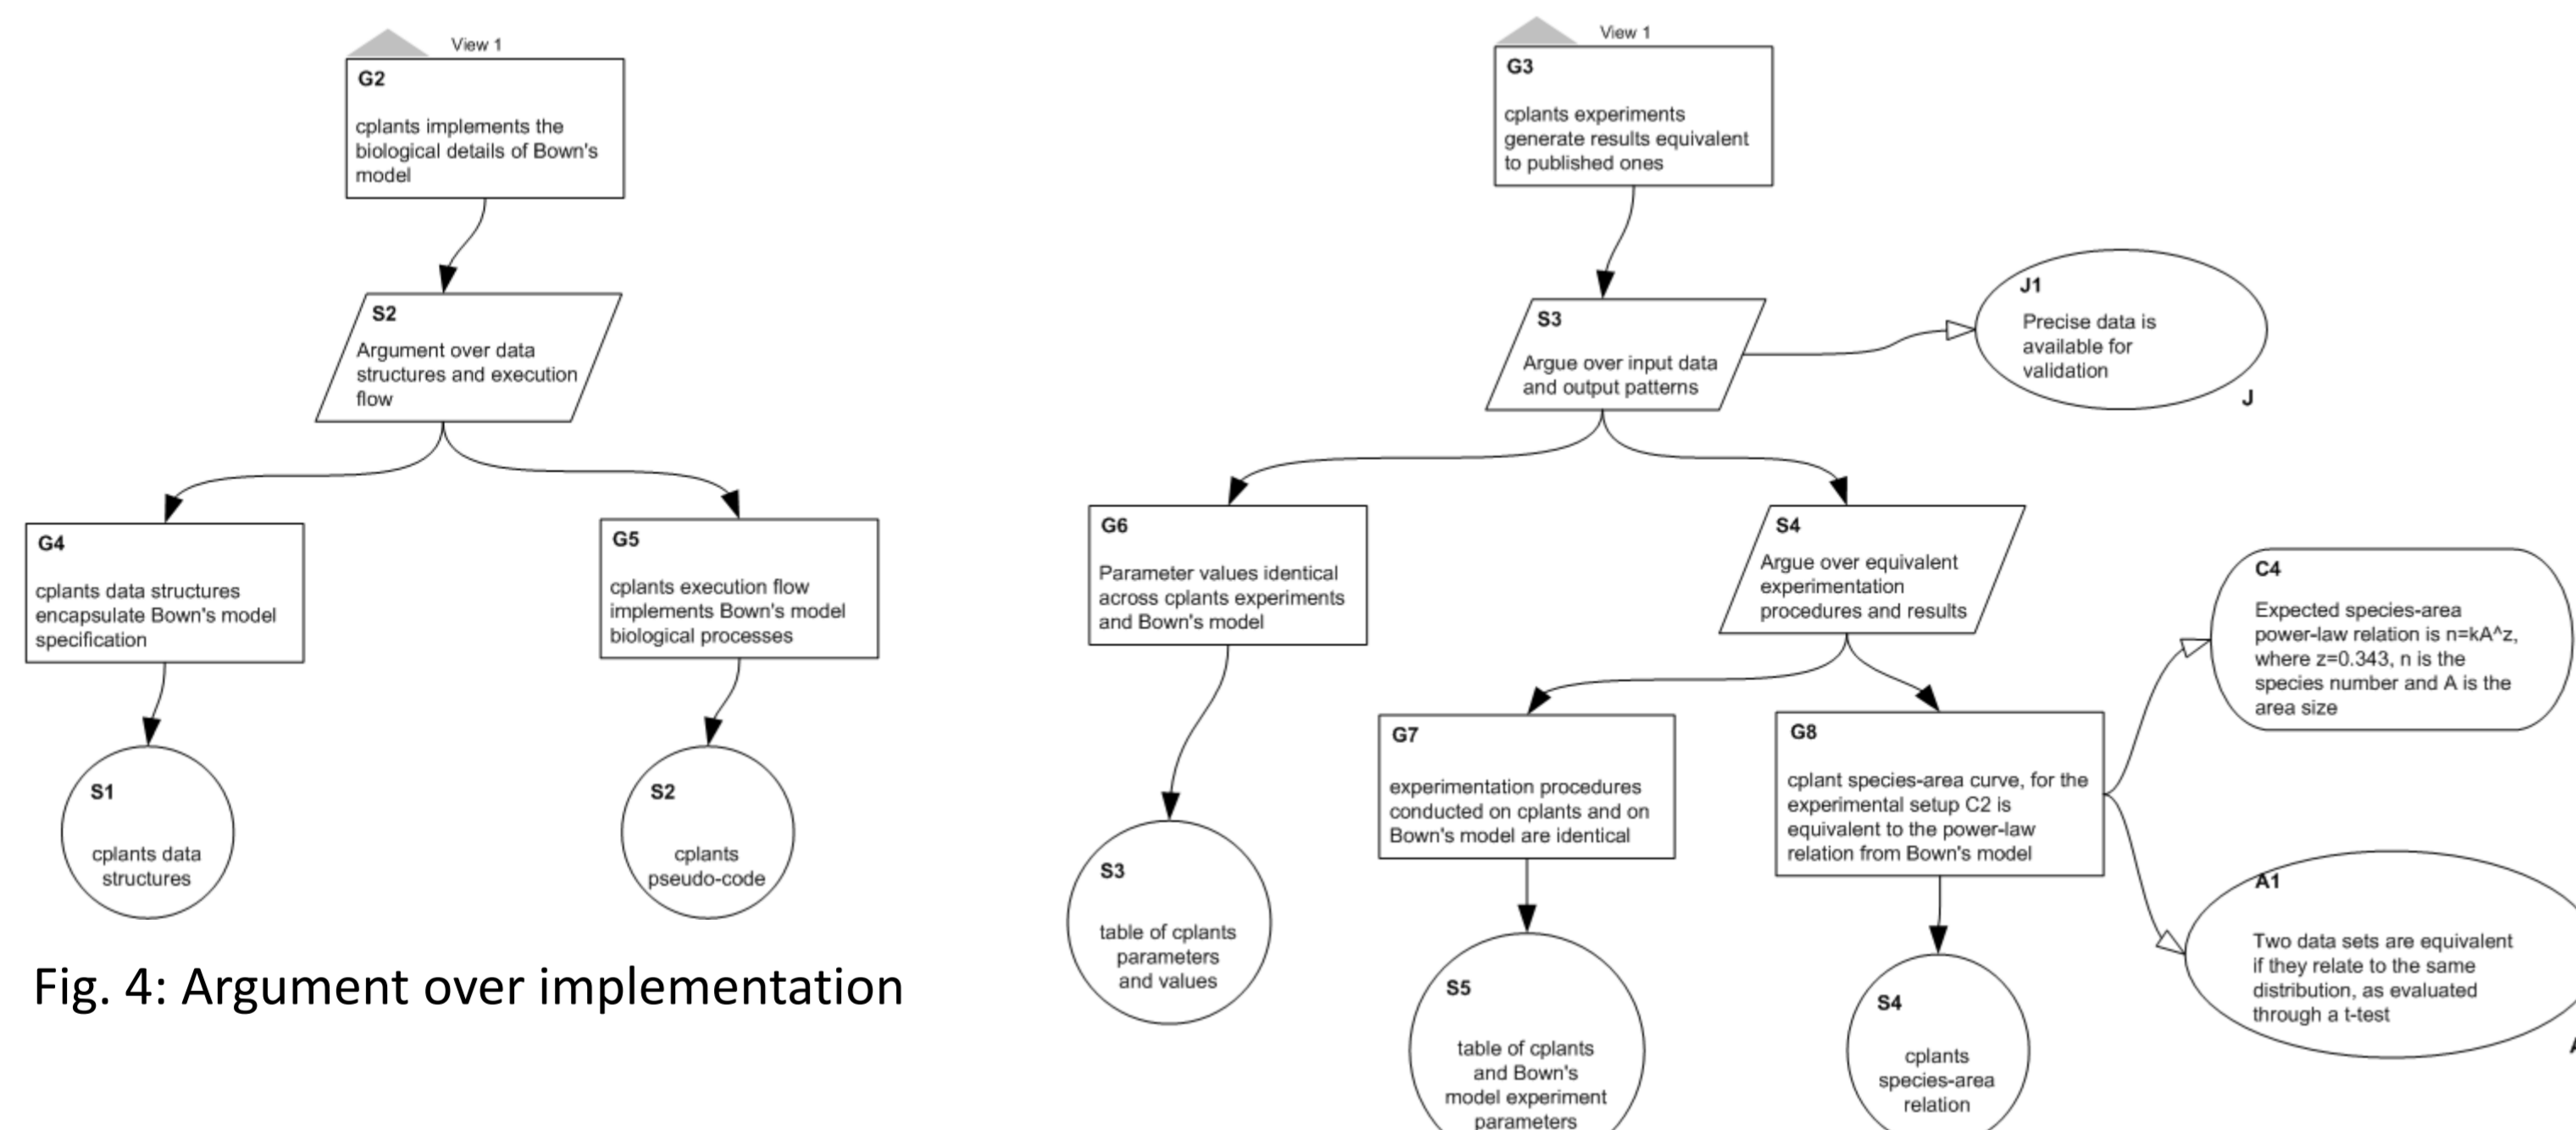 View 1
G2
cplants implements the
biological details of Bown's
model
S2
Argument over data
structures and execution
flow
G4
cplants data structures
encapsulate Bown's model
specification
G5
cplants execution flow
implements Bown's model
biological processes
S1
cplants data
structures
S2
cplants
pseudo-code
Fig. 4: Argument over implementation
View 1
G3
cplants experiments
generate results equivalent
to published ones
S3
Argue over input data
and output patterns
J1
Precise data is
available for
validation
J
G6
Parameter values identical
across cplants experiments
and Bown's model
S4
Argue over equivalent
experimentation
procedures and results
C4
Expected species-area
power-law relation is n=kA^z,
where z=0.343, n is the
species number and A is the
area size
G7
experimentation procedures
conducted on cplants and on
Bown's model are identical
G8
cplant species-area curve, for the
experimental setup C2 is
equivalent to the power-law
relation from Bown's model
A1
Two data sets are equivalent
if they relate to the same
distribution, as evaluated
through a t-test
S3
table of cplants
parameters
and values
S5
table of cplants
and Bown's
model experiment
parameters
S4
cplants
species-area
relation